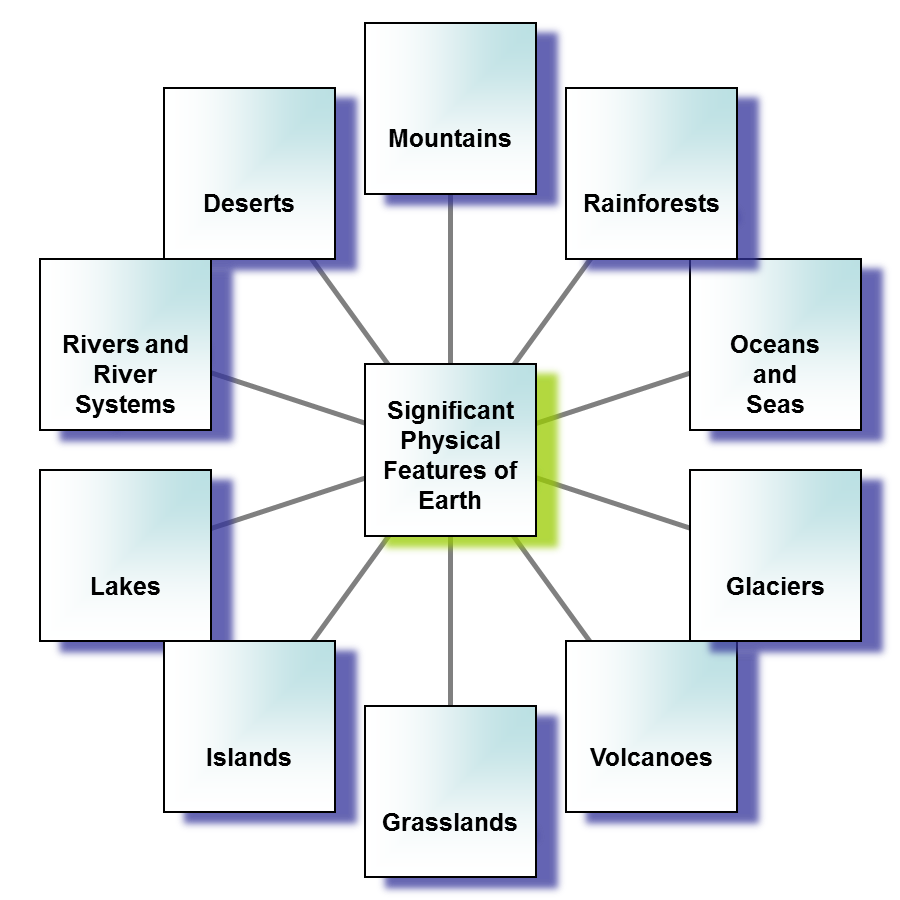 Mountains
Deserts
Rainforests
Rivers and
River
Systems
Oceans
and
Seas
Significant
Physical
Features of
Earth
Lakes
Glaciers
Islands
Volcanoes
Grasslands